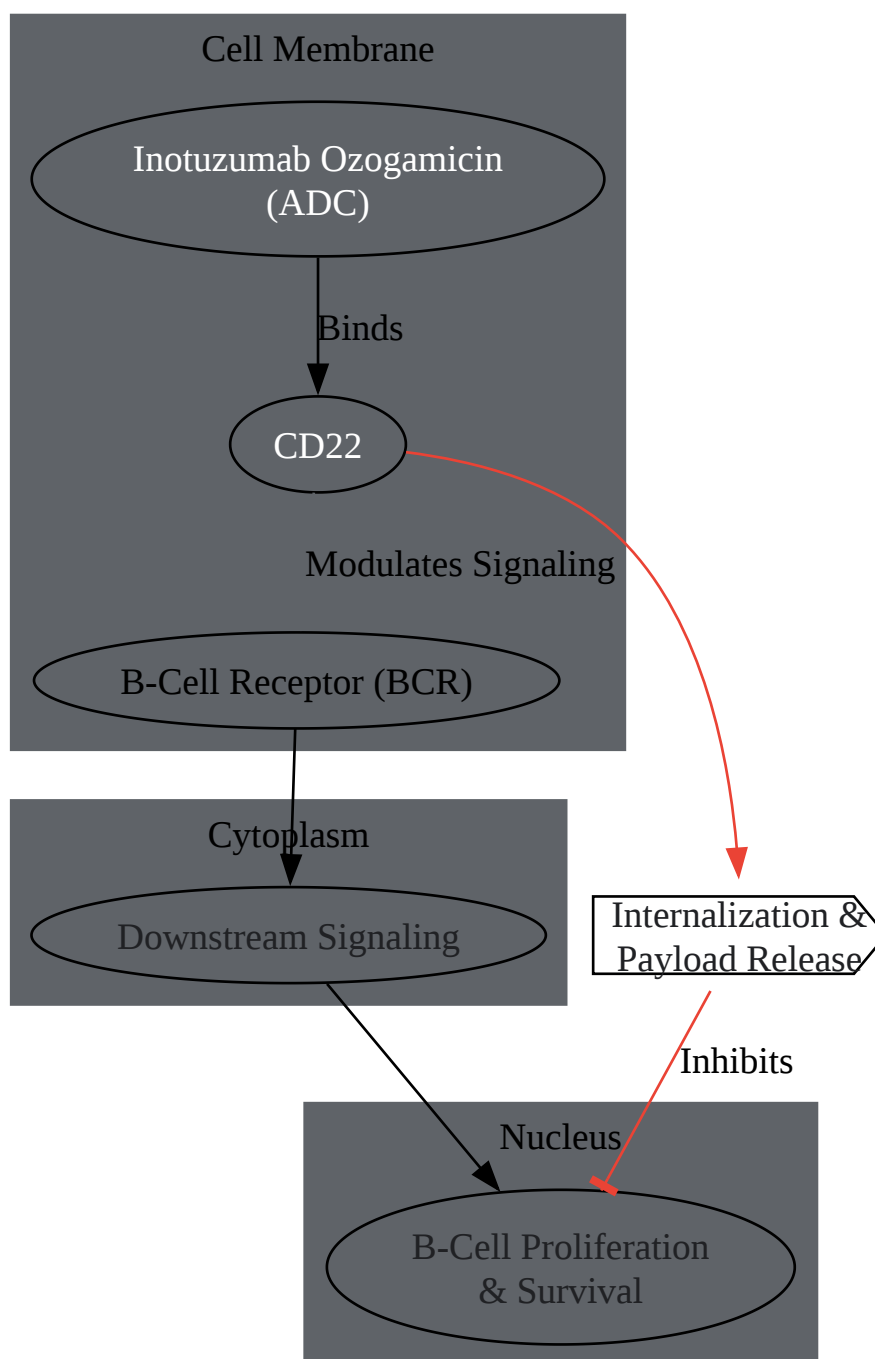 Cell Membrane
Inotuzumab Ozogamicin
(ADC)
Binds
CD22
Modulates Signaling
B-Cell Receptor (BCR)
Cytoplasm
Downstream Signaling
Internalization &
Payload Release
Inhibits
Nucleus
B-Cell Proliferation
& Survival